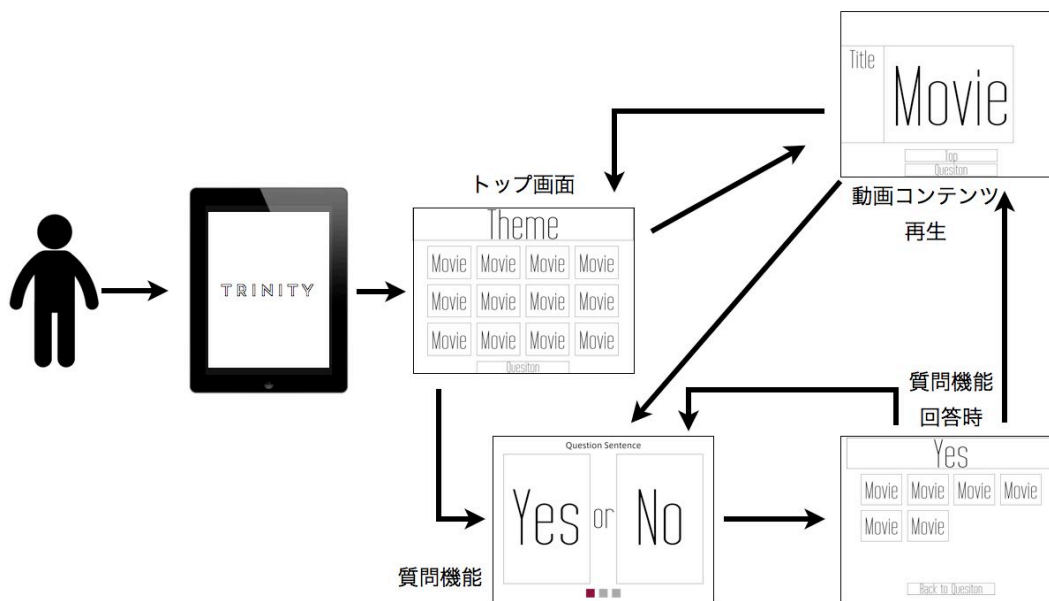 TRINITY
トップ画面
Theme
Movie Movie Movie Movie
Movie Movie Movie Movie
Movie Movie Movie Movie
Quesiton
Title
Movie
Top
Quesiton
動画コンテンツ
再生
質問機能
Question Sentence
Yes or No
質問機能
回答時
Yes
Movie Movie Movie Movie
Movie Movie
Back to Quesiton